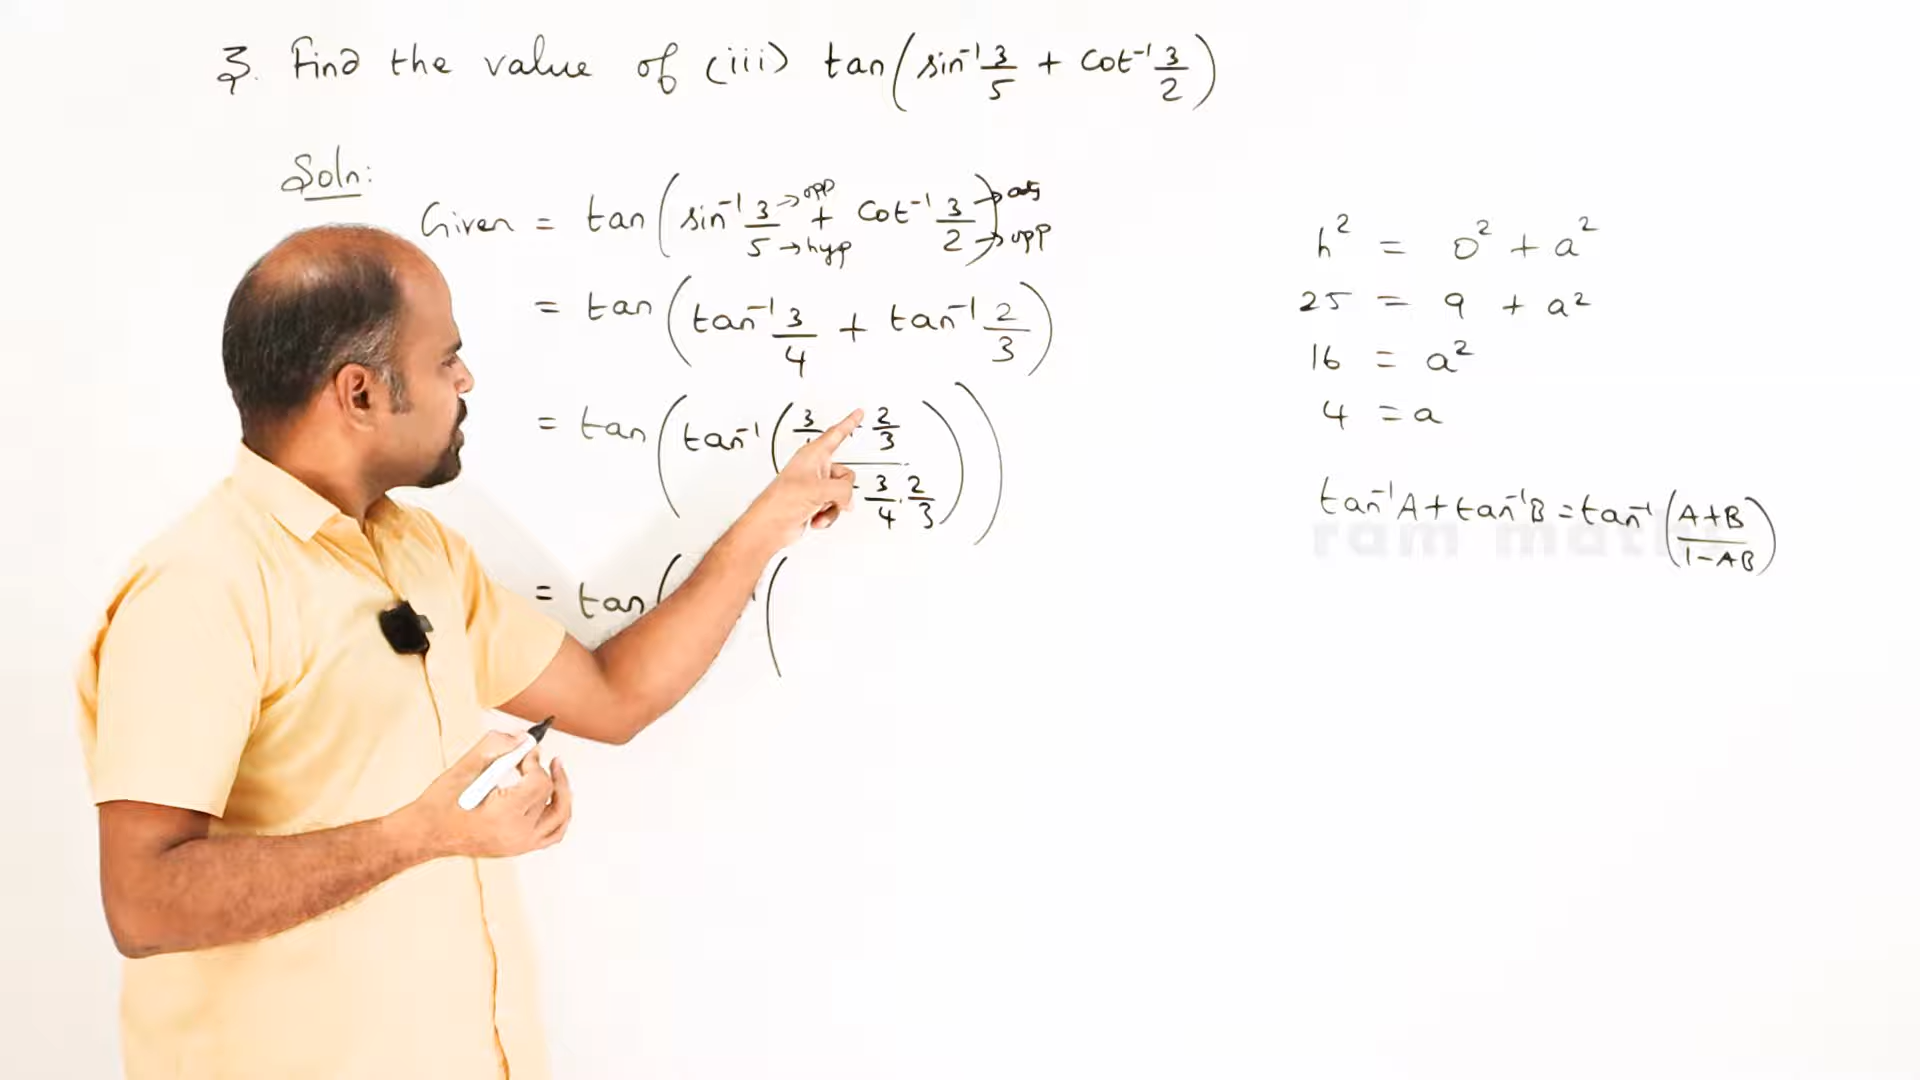 3. Find the value of (iii) tan(sin⁻¹ 3/5 + Cot⁻¹ 3/2)
Soln:
Given = tan(sin⁻¹ 3/5 + Cot⁻¹ 3/2)
→opp →hyp →adj →opp
= tan(tan⁻¹ 3/4 + tan⁻¹ 2/3)
= tan(tan⁻¹(3/ 2/3 / - 3/4 . 2/3))
= tan( (
h² = o² + a²
25 = 9 + a²
16 = a²
4 = a
tan⁻¹A + tan⁻¹B = tan⁻¹(A+B / 1-AB)
ram maths